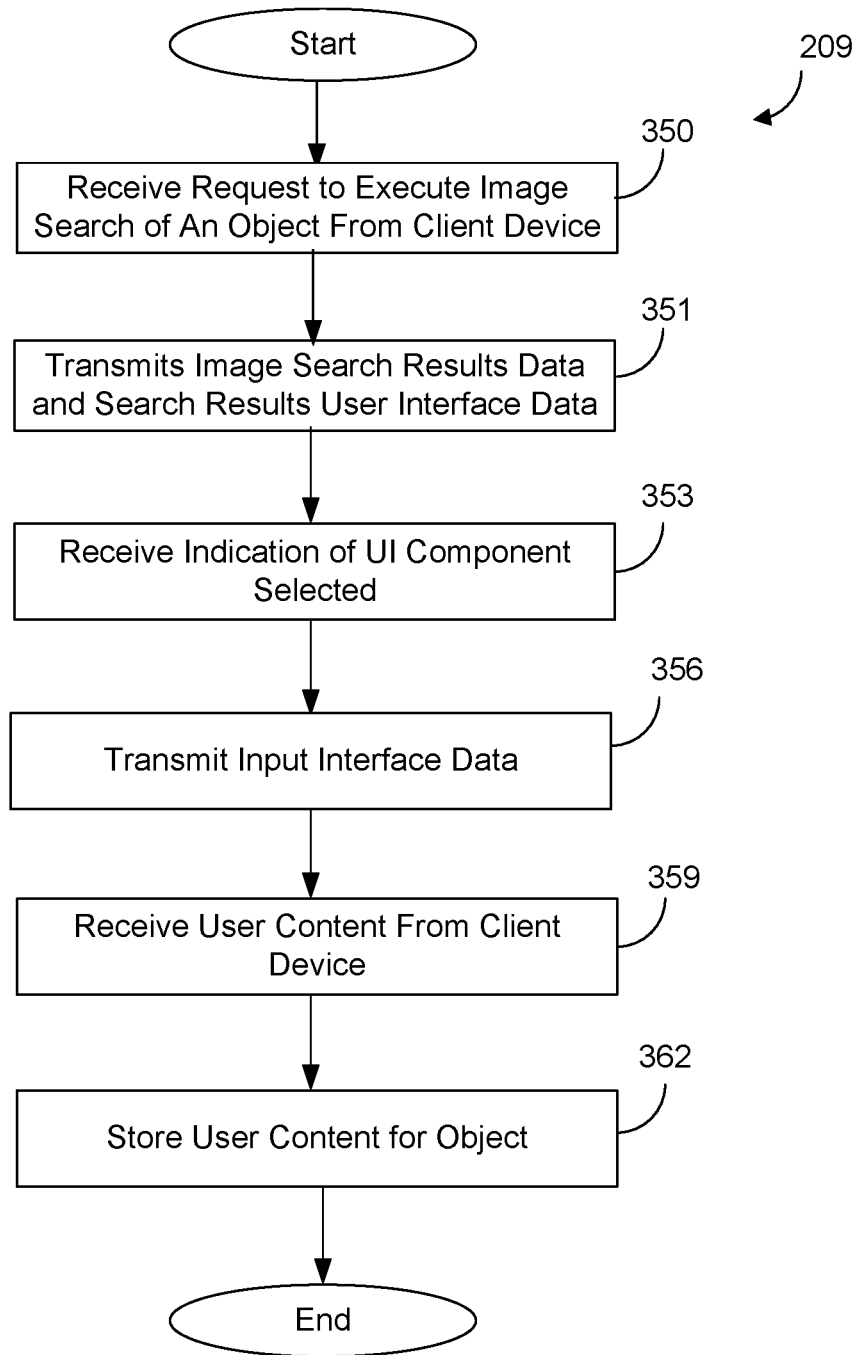 Start
209
350
Receive Request to Execute Image
Search of An Object From Client Device
351
Transmits Image Search Results Data
and Search Results User Interface Data
353
Receive Indication of UI Component
Selected
356
Transmit Input Interface Data
359
Receive User Content From Client
Device
362
Store User Content for Object
End